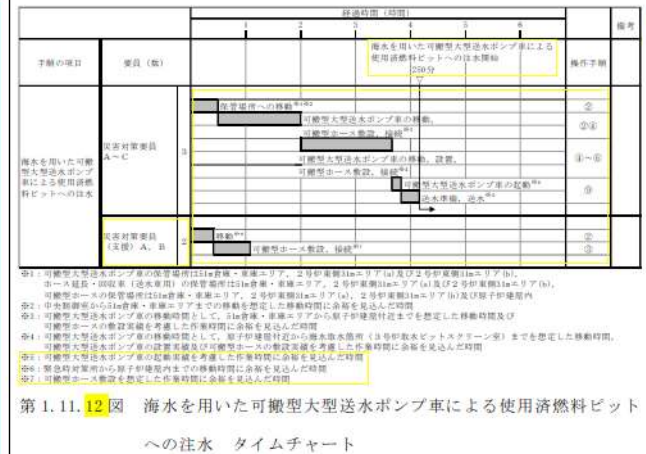 経過時間（時間）
1 2 3 4 5 6
備考
手順の項目
要員（数）
海水を用いた可搬型大型送水ポンプ車による
使用済燃料ピットへの注水開始
250分
▽
操作手順
海水を用いた可搬
型大型送水ポンプ
車による使用済燃
料ピットへの注水
災害対策要員
A～C
3
保管場所への移動※1※2
②
可搬型大型送水ポンプ車の移動、
可搬型ホース敷設、接続※3
②④
可搬型大型送水ポンプ車の移動、設置、
可搬型ホース敷設、接続※4
④～⑥
可搬型大型送水ポンプ車の起動※5
送水準備、送水※5
⑨
災害対策要員
（支援）A，B
2
移動※6
②
可搬型ホース敷設、接続※7
③
※1：可搬型大型送水ポンプ車の保管場所は51m倉庫・車庫エリア，2号炉東側31mエリア(a)及び2号炉東側31mエリア(b)，
ホース延長・回収車（送水車用）の保管場所は51m倉庫・車庫エリア，2号炉東側31mエリア(a)及び2号炉東側31mエリア(b)，
可搬型ホースの保管場所は51m倉庫・車庫エリア，2号炉東側31mエリア(a)，2号炉東側31mエリア(b)及び原子炉建屋内
※2：中央制御室から51m倉庫・車庫エリアまでの移動を想定した移動時間に余裕を見込んだ時間
※3：可搬型大型送水ポンプ車の移動時間として，51m倉庫・車庫エリアから原子炉建屋付近までを想定した移動時間及び
可搬型ホースの敷設実績を考慮した作業時間に余裕を見込んだ時間
※4：可搬型大型送水ポンプ車の移動時間として，原子炉建屋付近から海水取水箇所（3号炉取水ピットスクリーン室）までを想定した移動時間，
可搬型大型送水ポンプ車の設置実績及び可搬型ホースの敷設実績を考慮した作業時間に余裕を見込んだ時間
※5：可搬型大型送水ポンプ車の起動実績を考慮した作業時間に余裕を見込んだ時間
※6：緊急時対策所から原子炉建屋内までの移動時間に余裕を見込んだ時間
※7：可搬型ホース敷設を想定した作業時間に余裕を見込んだ時間
第1.11.12図 海水を用いた可搬型大型送水ポンプ車による使用済燃料ピット
への注水 タイムチャート